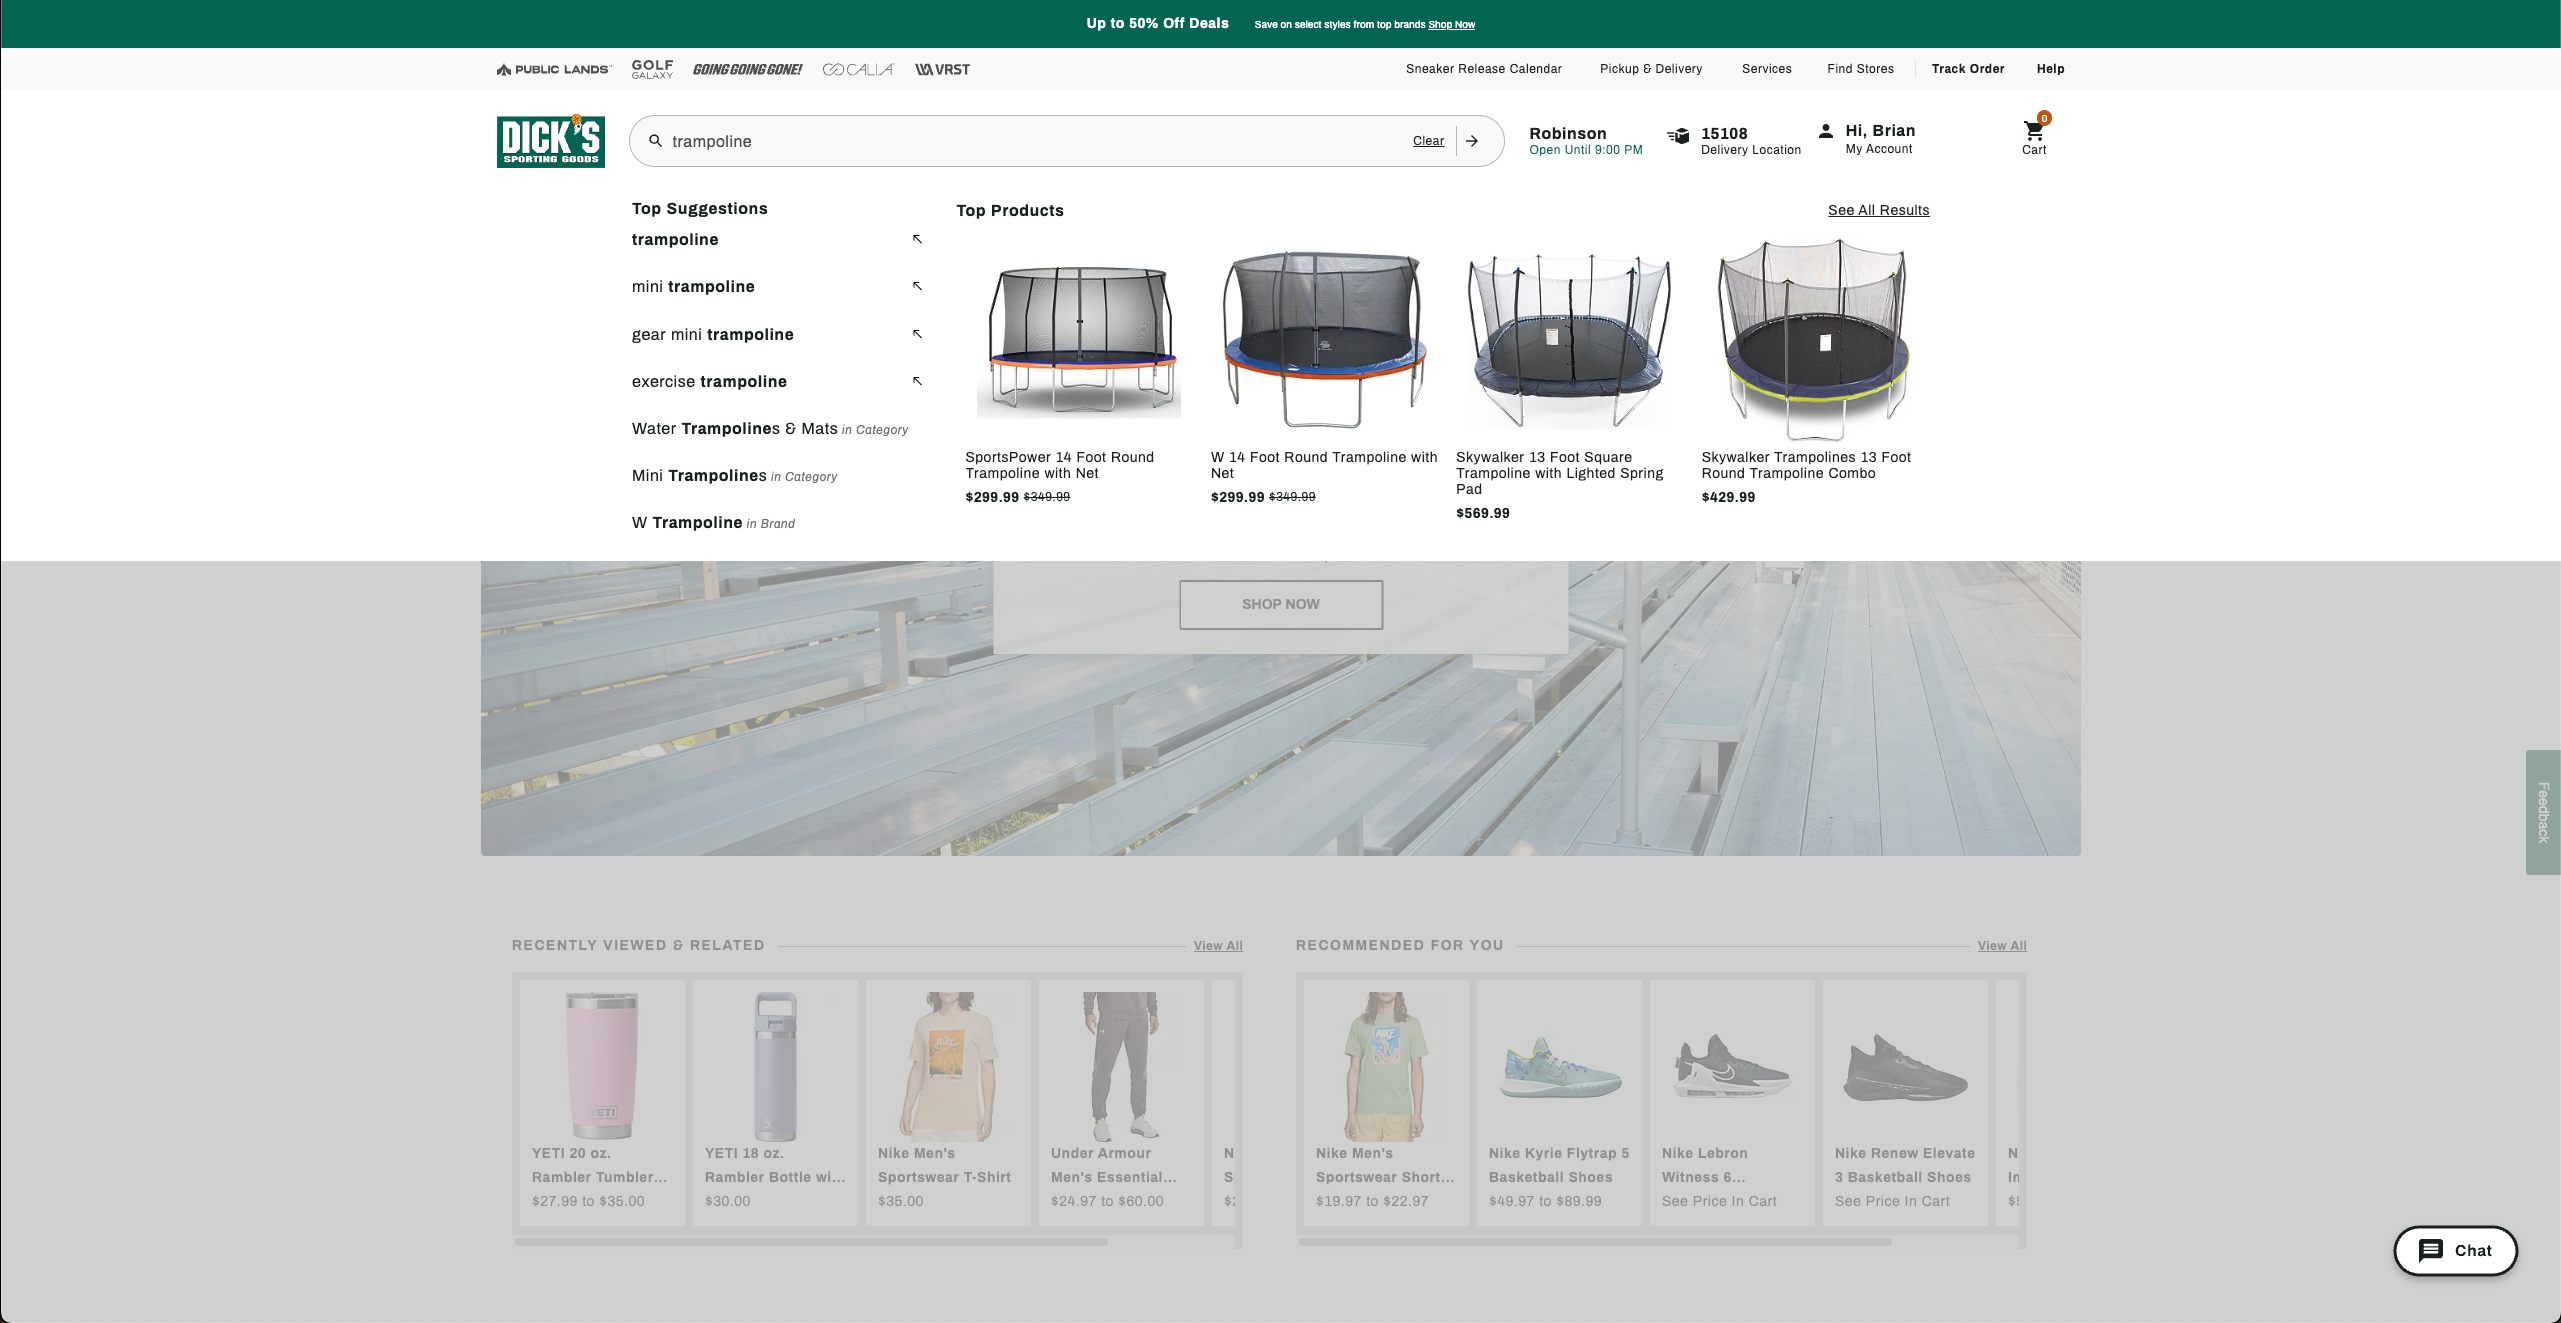 Up to 50% Off Deals Save on select styles from top brands Shop Now
PUBLIC LANDS
GOLF
GALAXY
GOING GOING GONE!
CALIA
VRST
Sneaker Release Calendar
Pickup & Delivery
Services
Find Stores
Track Order
Help
DICK'S
SPORTING GOODS
trampoline
Clear
Robinson
Open Until 9:00 PM
15108
Delivery Location
Hi, Brian
My Account
0
Cart
Top Suggestions
trampoline
mini trampoline
gear mini trampoline
exercise trampoline
Water Trampolines & Mats in Category
Mini Trampolines in Category
W Trampoline in Brand
Top Products
See All Results
SportsPower 14 Foot Round
Trampoline with Net
$299.99 $349.99
W 14 Foot Round Trampoline with
Net
$299.99 $349.99
Skywalker 13 Foot Square
Trampoline with Lighted Spring
Pad
$569.99
Skywalker Trampolines 13 Foot
Round Trampoline Combo
$429.99
SHOP NOW
Feedback
RECENTLY VIEWED & RELATED
View All
YETI
YETI 20 oz.
Rambler Tumbler...
$27.99 to $35.00
YETI 18 oz.
Rambler Bottle wi...
$30.00
Nike Men's
Sportswear T-Shirt
$35.00
Under Armour
Men's Essential...
$24.97 to $60.00
N
S
RECOMMENDED FOR YOU
View All
NIKE
Nike Men's
Sportswear Short...
$19.97 to $22.97
Nike Kyrie Flytrap 5
Basketball Shoes
$49.97 to $89.99
Nike Lebron
Witness 6...
See Price In Cart
Nike Renew Elevate
3 Basketball Shoes
See Price In Cart
N
In
Chat